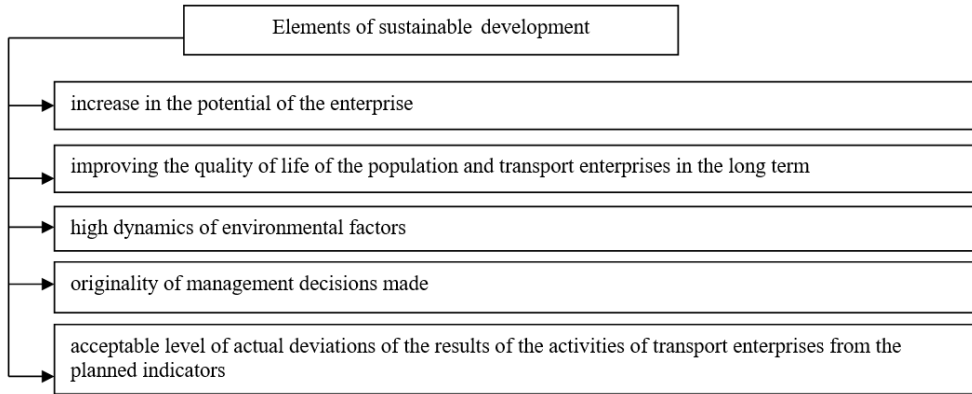 Elements of sustainable development
increase in the potential of the enterprise
improving the quality of life of the population and transport enterprises in the long term
high dynamics of environmental factors
originality of management decisions made
acceptable level of actual deviations of the results of the activities of transport enterprises from the
planned indicators